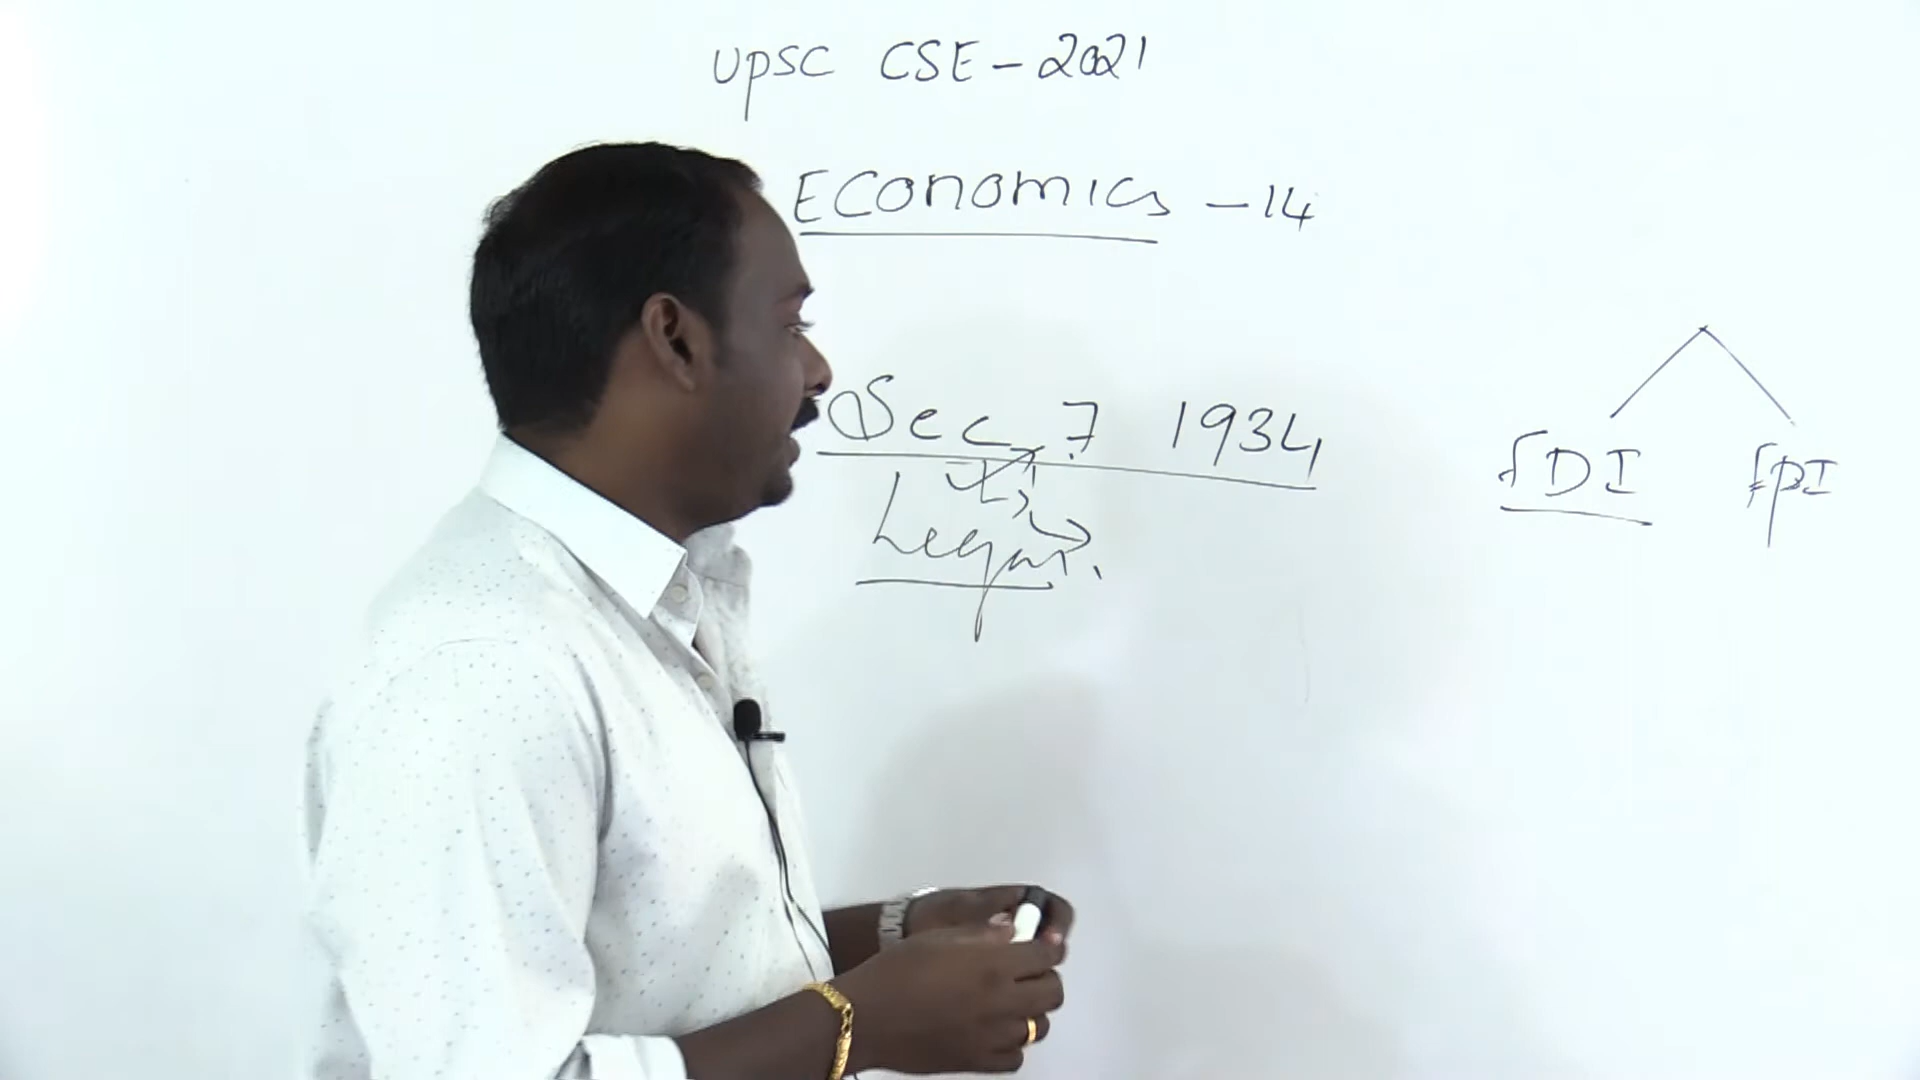 UPSC CSE-2021
ECONOMICS -14
Sec 7 1934
FDI FPI